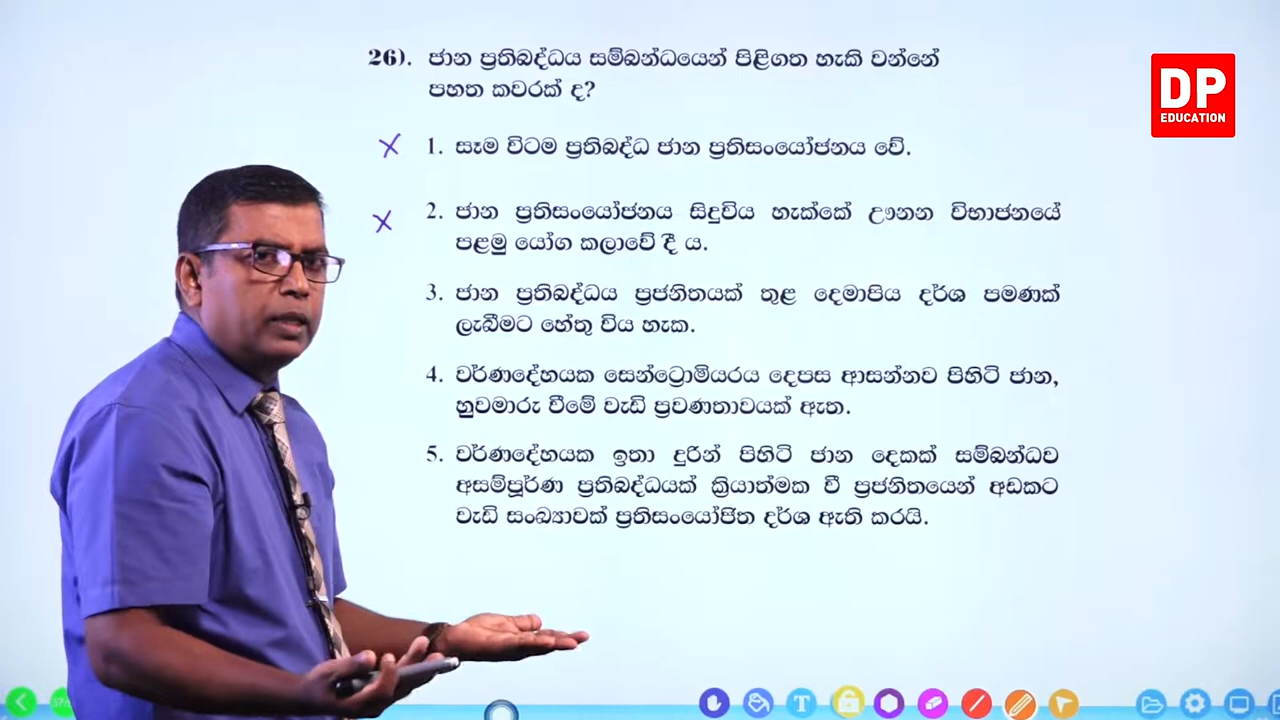 26). ජාන ප්‍රතිබද්ධය සම්බන්ධයෙන් පිළිගත හැකි වන්නේ
පහත කවරක් ද?
1. සෑම විටම ප්‍රතිබද්ධ ජාන ප්‍රතිසංයෝජනය වේ.
2. ජාන ප්‍රතිසංයෝජනය සිදුවිය හැක්කේ ඌනන විභාජනයේ
පළමු යෝග කලාවේ දී ය.
3. ජාන ප්‍රතිබද්ධය ප්‍රජනිතයක් තුළ දෙමාපිය දර්ශ පමණක්
ලැබීමට හේතු විය හැක.
4. වර්ණදේහයක සෙන්ට්‍රොමියරය දෙපස ආසන්නව පිහිටි ජාන,
හුවමාරු වීමේ වැඩි ප්‍රවණතාවයක් ඇත.
5. වර්ණදේහයක ඉතා දුරින් පිහිටි ජාන දෙකක් සම්බන්ධව
අසම්පූර්ණ ප්‍රතිබද්ධයක් ක්‍රියාත්මක වී ප්‍රජනිතයෙන් අඩකට
වැඩි සංඛ්‍යාවක් ප්‍රතිසංයෝජිත දර්ශ ඇති කරයි.
DP
EDUCATION